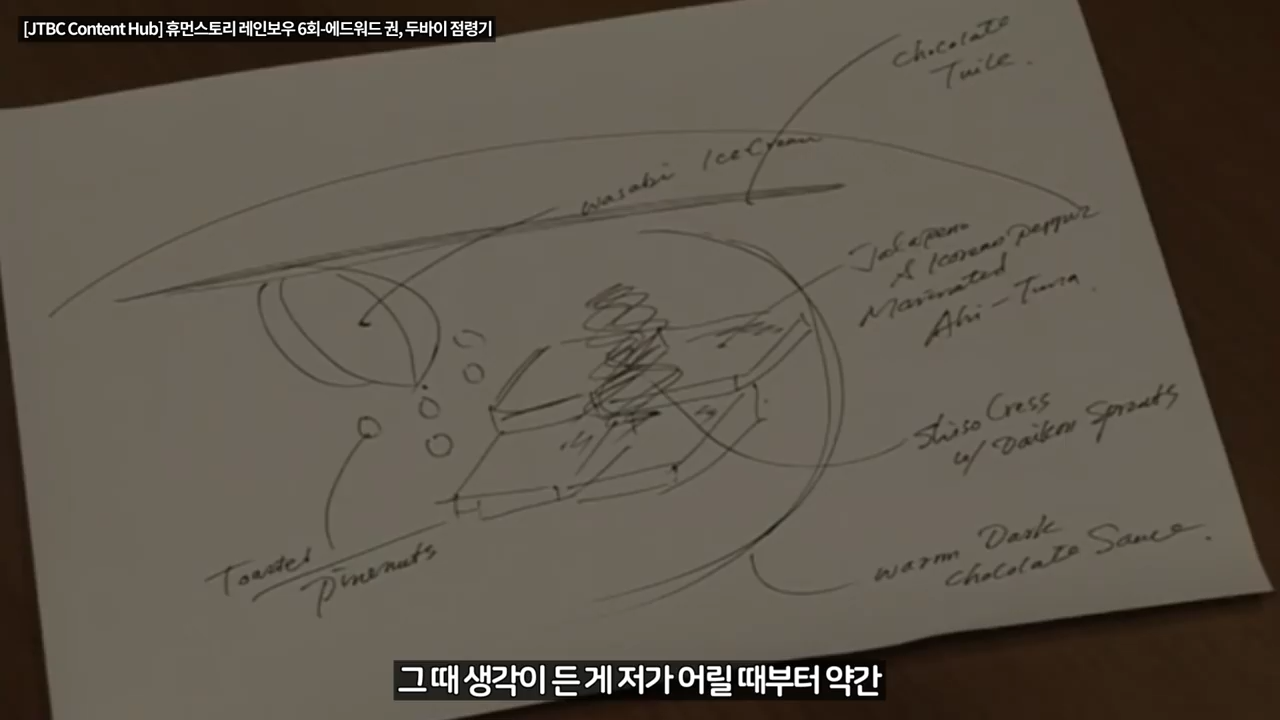 [JTBC Content Hub] 휴먼스토리 레인보우 6회-에드워드 권, 두바이 점령기
Chocolate
Tuile.
wasabi IceCream
Jalapeno
& Korean pepper
Marinated
Ahi-Tuna.
Shiso Cress
w/ Daikon Sprouts
Toasted
Pinenuts
warm Dark
Chocolate Sauce.
그 때 생각이 든 게 저가 어릴 때부터 약간